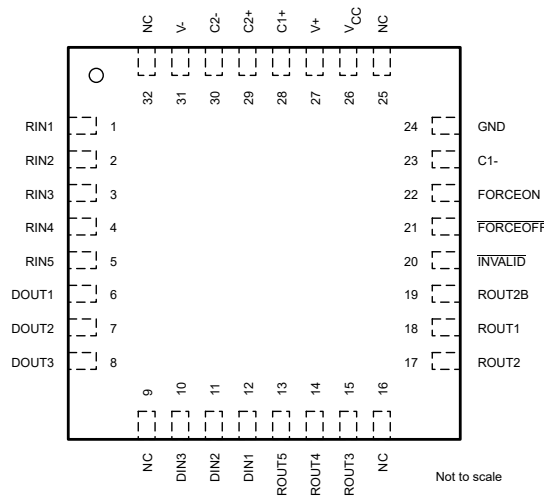 NC
V-
C2-
C2+
C1+
V+
VCC
NC
32
31
30
29
28
27
26
25
RIN1 1
RIN2 2
RIN3 3
RIN4 4
RIN5 5
DOUT1 6
DOUT2 7
DOUT3 8
24 GND
23 C1-
22 FORCEON
21 FORCEOFF
20 INVALID
19 ROUT2B
18 ROUT1
17 ROUT2
9
10
11
12
13
14
15
16
NC
DIN3
DIN2
DIN1
ROUT5
ROUT4
ROUT3
NC
Not to scale